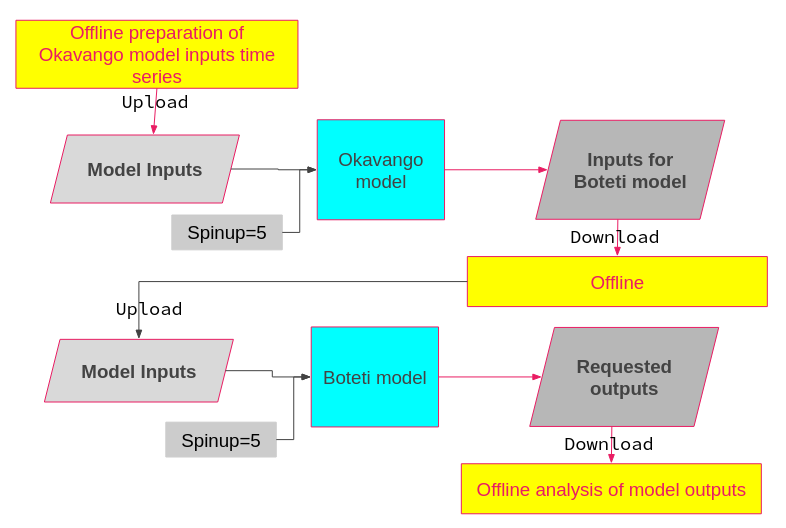 Offline preparation of
Okavango model inputs time
series
Upload
Model Inputs
Okavango
model
Inputs for
Boteti model
Spinup=5
Download
Offline
Upload
Model Inputs
Boteti model
Requested
outputs
Spinup=5
Download
Offline analysis of model outputs